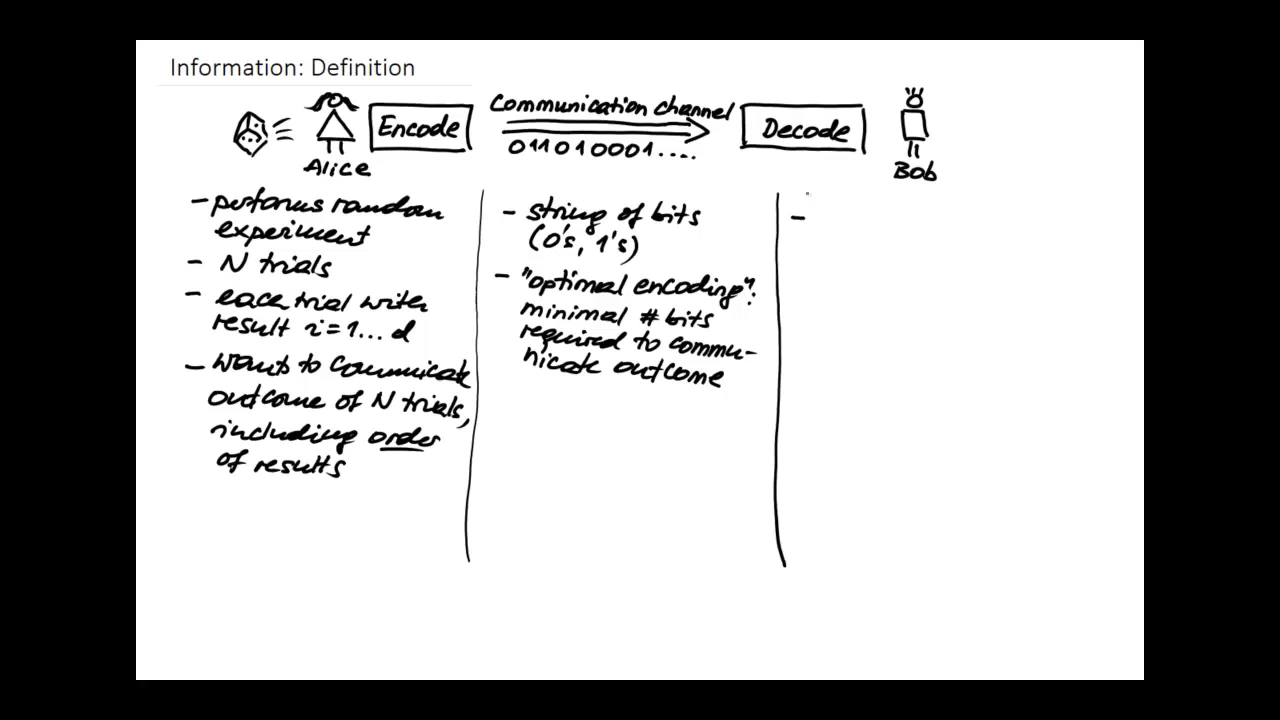 Information: Definition
Communication channel
Encode
Decode
011010001....
Alice
Bob
- performs random
experiment
- N trials
- each trial with
result i = 1... d
- wants to communicate
outcome of N trials,
including order
of results
- string of bits
(0's, 1's)
- "optimal encoding":
minimal # bits
required to commu-
nicate outcome
-